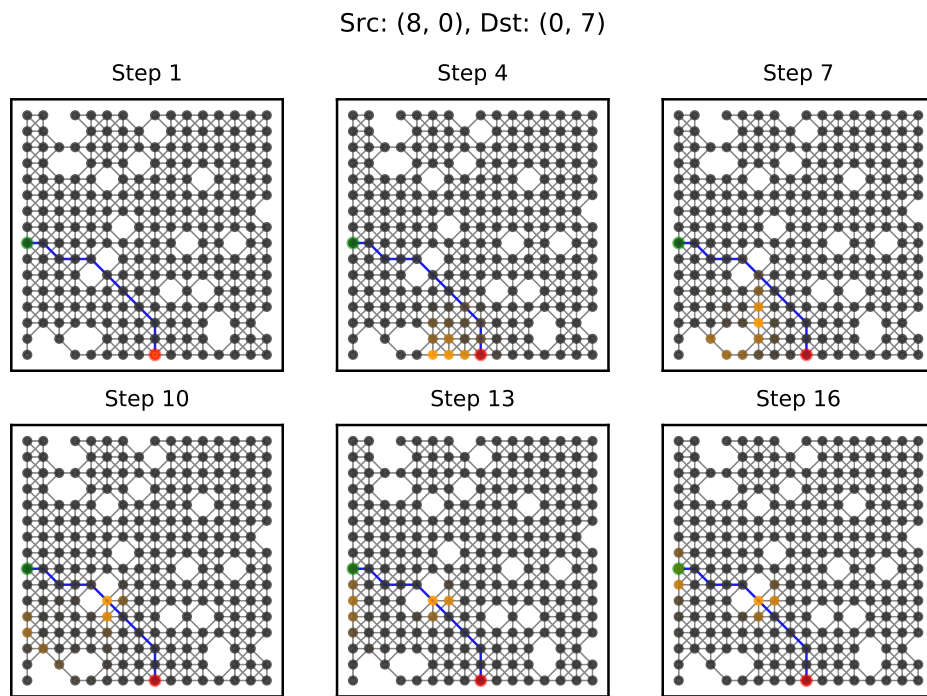 Src: (8, 0), Dst: (0, 7)
Step 1
Step 4
Step 7
Step 10
Step 13
Step 16